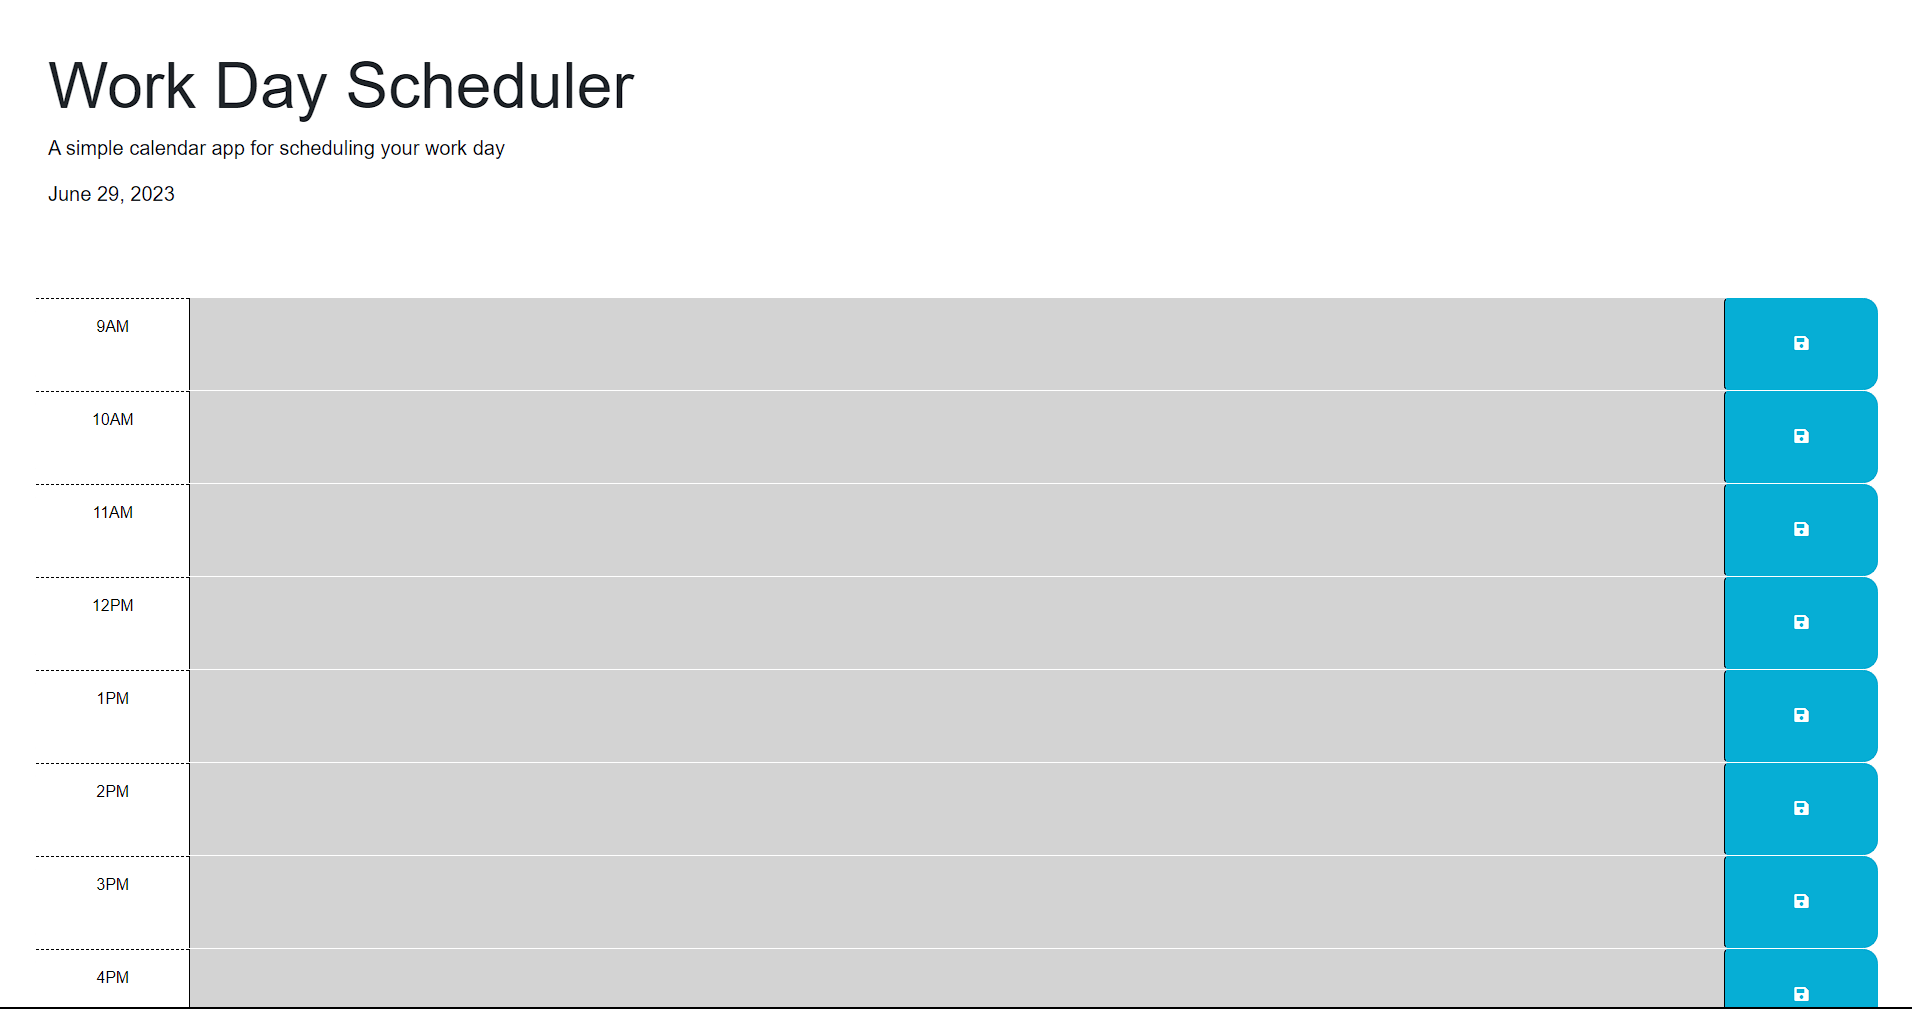 Work Day Scheduler
A simple calendar app for scheduling your work day
June 29, 2023
9AM
10AM
11AM
12PM
1PM
2PM
3PM
4PM